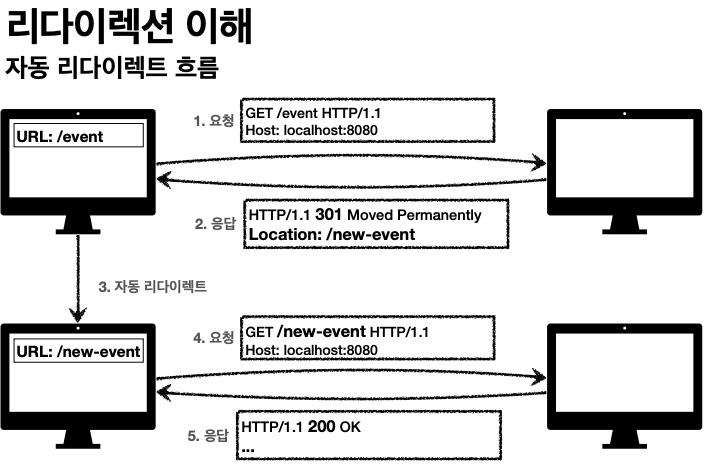 리다이렉션 이해
자동 리다이렉트 흐름
URL: /event
1. 요청
GET /event HTTP/1.1
Host: localhost:8080
2. 응답
HTTP/1.1 301 Moved Permanently
Location: /new-event
3. 자동 리다이렉트
URL: /new-event
4. 요청
GET /new-event HTTP/1.1
Host: localhost:8080
5. 응답
HTTP/1.1 200 OK
...